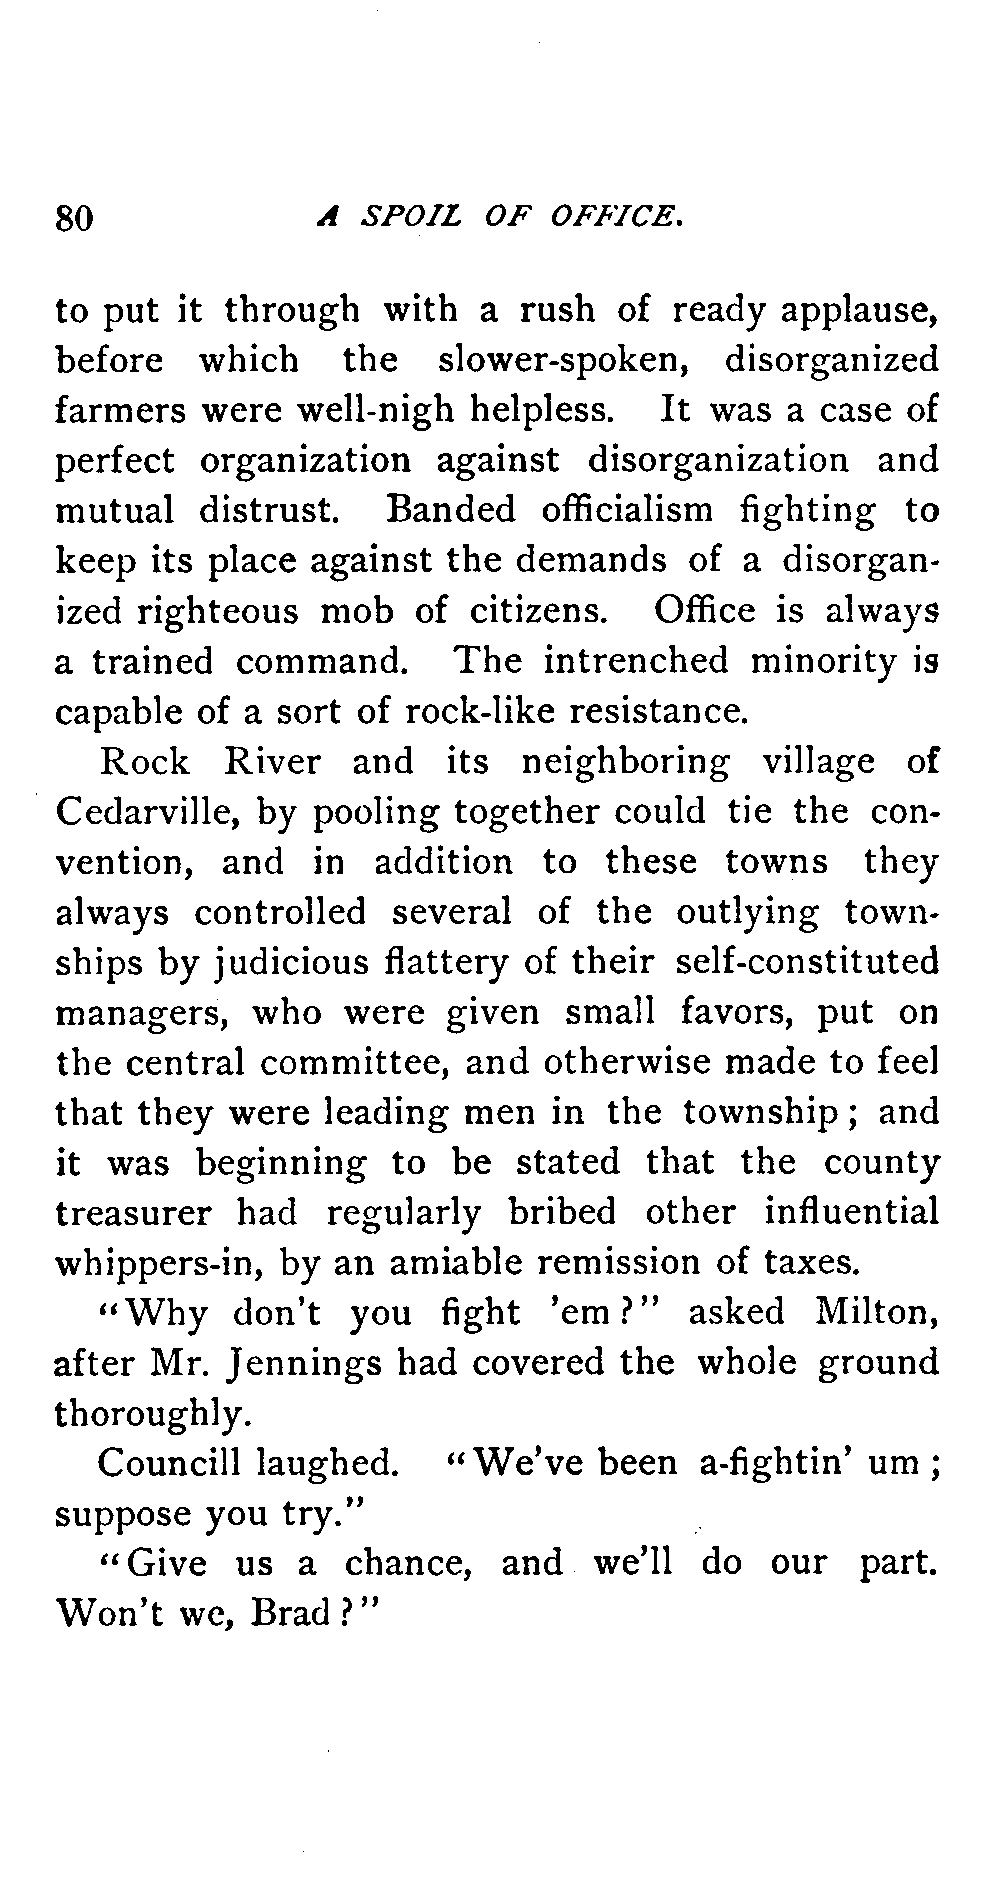 80 A SPOIL OF OFFICE.
to put it through with a rush of ready applause,
before which the slower-spoken, disorganized
farmers were well-nigh helpless. It was a case of
perfect organization against disorganization and
mutual distrust. Banded officialism fighting to
keep its place against the demands of a disorgan-
ized righteous mob of citizens. Office is always
a trained command. The intrenched minority is
capable of a sort of rock-like resistance.
Rock River and its neighboring village of
Cedarville, by pooling together could tie the con-
vention, and in addition to these towns they
always controlled several of the outlying town-
ships by judicious flattery of their self-constituted
managers, who were given small favors, put on
the central committee, and otherwise made to feel
that they were leading men in the township; and
it was beginning to be stated that the county
treasurer had regularly bribed other influential
whippers-in, by an amiable remission of taxes.
"Why don't you fight 'em?" asked Milton,
after Mr. Jennings had covered the whole ground
thoroughly.
Councill laughed. "We've been a-fightin' um;
suppose you try."
"Give us a chance, and we'll do our part.
Won't we, Brad?"